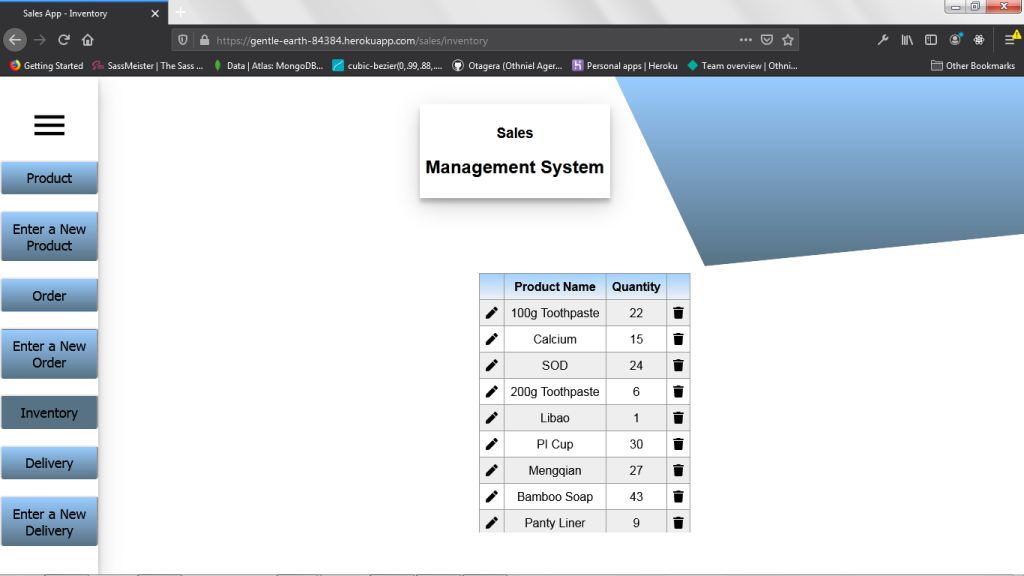 Sales App - Inventory
https://gentle-earth-84384.herokuapp.com/sales/inventory
Getting Started
SassMeister | The Sass ...
Data | Atlas: MongoDB...
cubic-bezier(0,.99,.88,....
Otagera (Othniel Ager...
Personal apps | Heroku
Team overview | Othni...
Other Bookmarks
Product
Enter a New
Product
Order
Enter a New
Order
Inventory
Delivery
Enter a New
Delivery
Sales
Management System
Product Name Quantity
100g Toothpaste 22
Calcium 15
SOD 24
200g Toothpaste 6
Libao 1
PI Cup 30
Mengqian 27
Bamboo Soap 43
Panty Liner 9